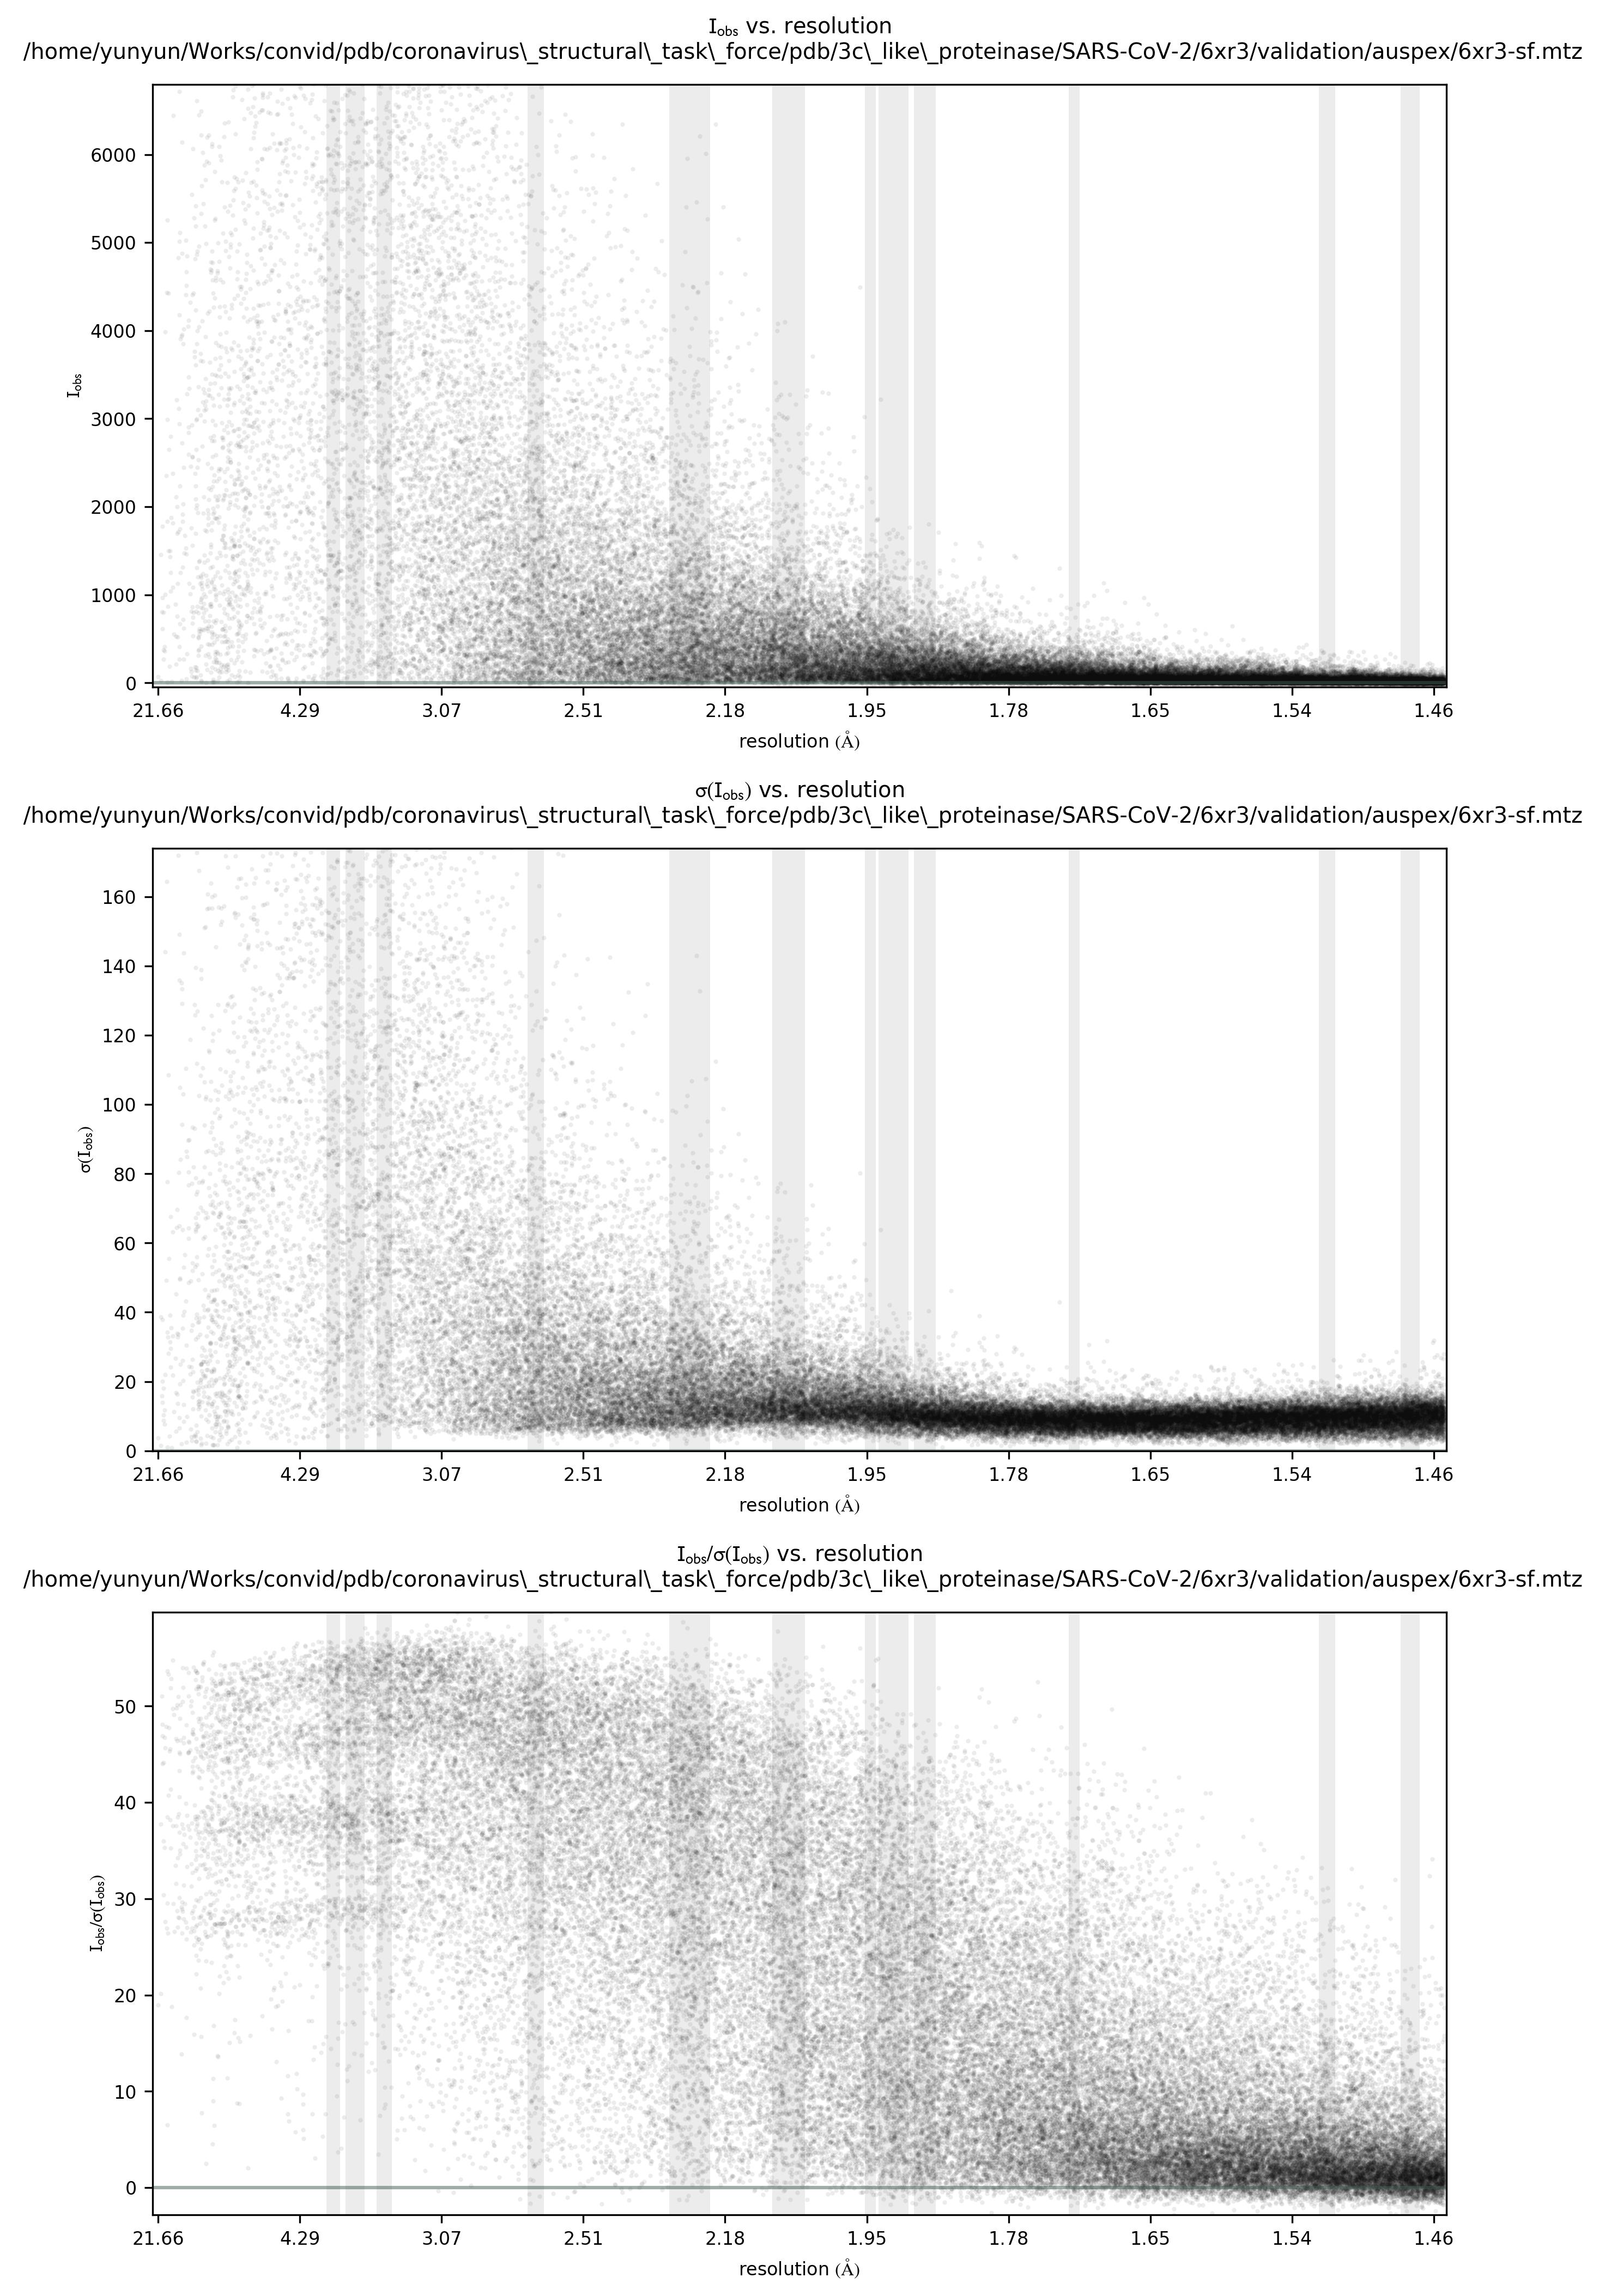 I_obs vs. resolution
/home/yunyun/Works/convid/pdb/coronavirus\_structural\_task\_force/pdb/3c\_like\_proteinase/SARS-CoV-2/6xr3/validation/auspex/6xr3-sf.mtz
6000
5000
4000
3000
2000
1000
0
I_obs
21.66 4.29 3.07 2.51 2.18 1.95 1.78 1.65 1.54 1.46
resolution (Å)
σ(I_obs) vs. resolution
/home/yunyun/Works/convid/pdb/coronavirus\_structural\_task\_force/pdb/3c\_like\_proteinase/SARS-CoV-2/6xr3/validation/auspex/6xr3-sf.mtz
160
140
120
100
80
60
40
20
0
σ(I_obs)
21.66 4.29 3.07 2.51 2.18 1.95 1.78 1.65 1.54 1.46
resolution (Å)
I_obs/σ(I_obs) vs. resolution
/home/yunyun/Works/convid/pdb/coronavirus\_structural\_task\_force/pdb/3c\_like\_proteinase/SARS-CoV-2/6xr3/validation/auspex/6xr3-sf.mtz
50
40
30
20
10
0
I_obs/σ(I_obs)
21.66 4.29 3.07 2.51 2.18 1.95 1.78 1.65 1.54 1.46
resolution (Å)